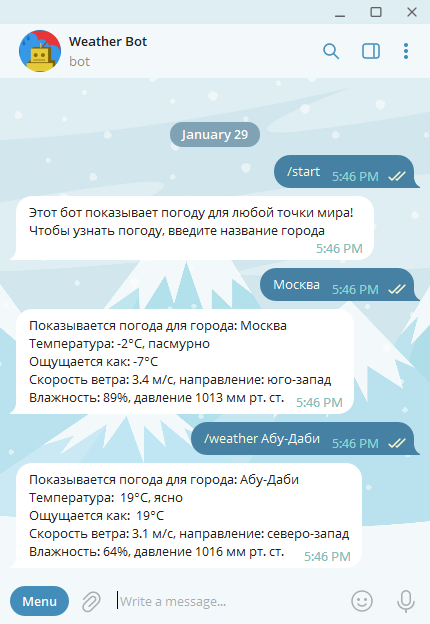 Weather Bot
bot
January 29
/start 5:46 PM
Этот бот показывает погоду для любой точки мира!
Чтобы узнать погоду, введите название города
5:46 PM
Москва 5:46 PM
Показывается погода для города: Москва
Температура: -2°C, пасмурно
Ощущается как: -7°C
Скорость ветра: 3.4 м/с, направление: юго-запад
Влажность: 89%, давление 1013 мм рт. ст. 5:46 PM
/weather Абу-Даби 5:46 PM
Показывается погода для города: Абу-Даби
Температура: 19°C, ясно
Ощущается как: 19°C
Скорость ветра: 3.1 м/с, направление: северо-запад
Влажность: 64%, давление 1016 мм рт. ст. 5:46 PM
Menu Write a message...